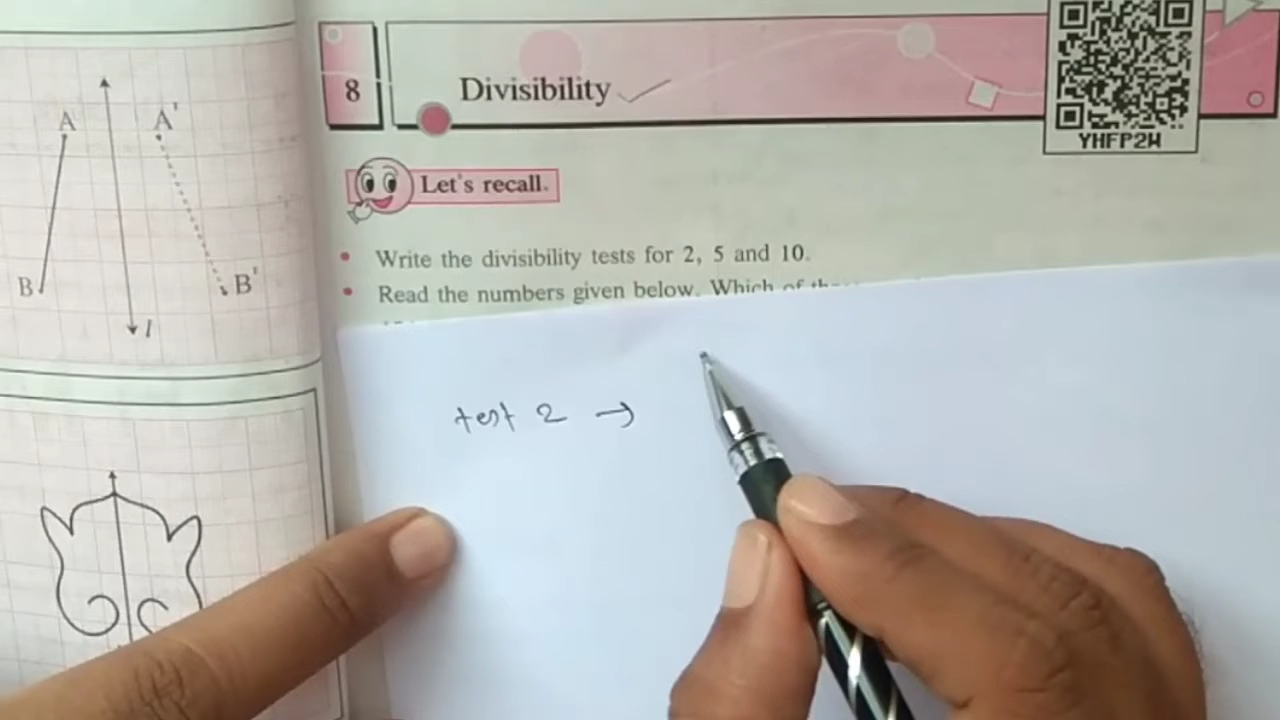 A
A'
B
B'
l
8
Divisibility
YHFP2W
Let's recall.
• Write the divisibility tests for 2, 5 and 10.
• Read the numbers given below. Which of
test 2 →